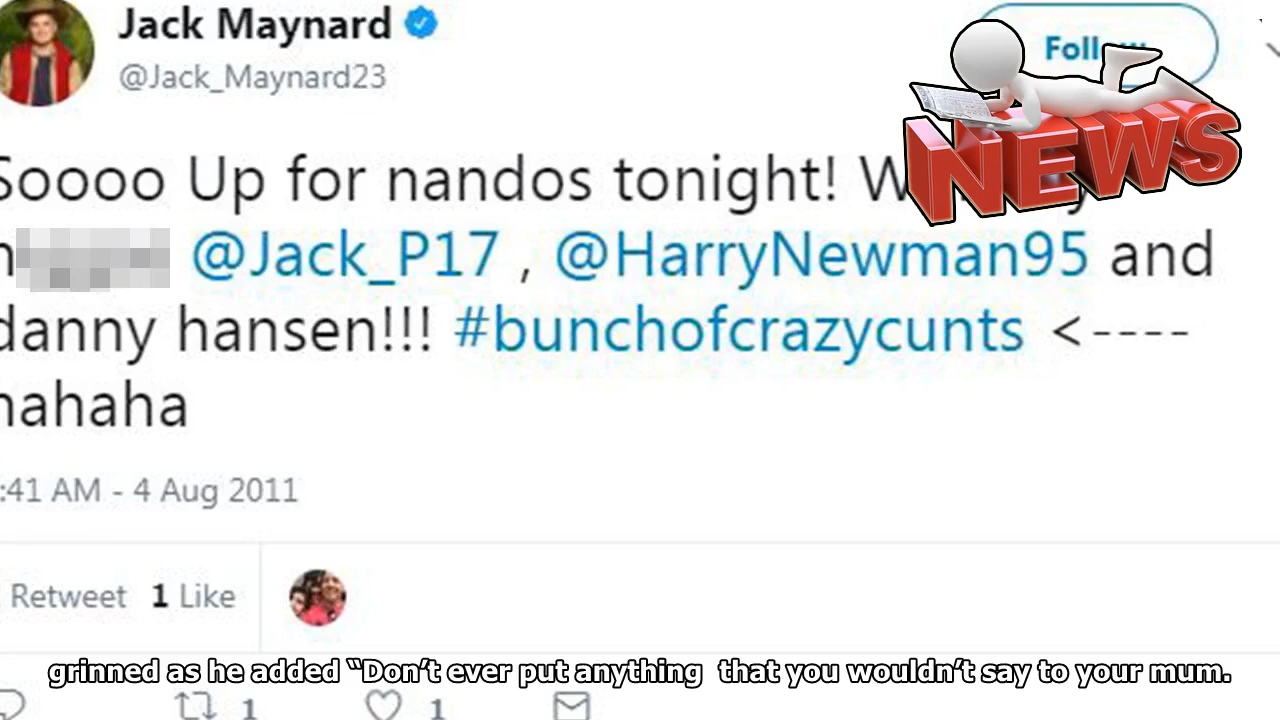 Jack Maynard
@Jack_Maynard23
NEWS
Soooo Up for nandos tonight!
@Jack_P17 , @HarryNewman95 and
danny hansen!!! #bunchofcrazycunts <----
hahaha
:41 AM - 4 Aug 2011
Retweet 1 Like
grinned as he added “Don’t ever put anything that you wouldn’t say to your mum.
1 1